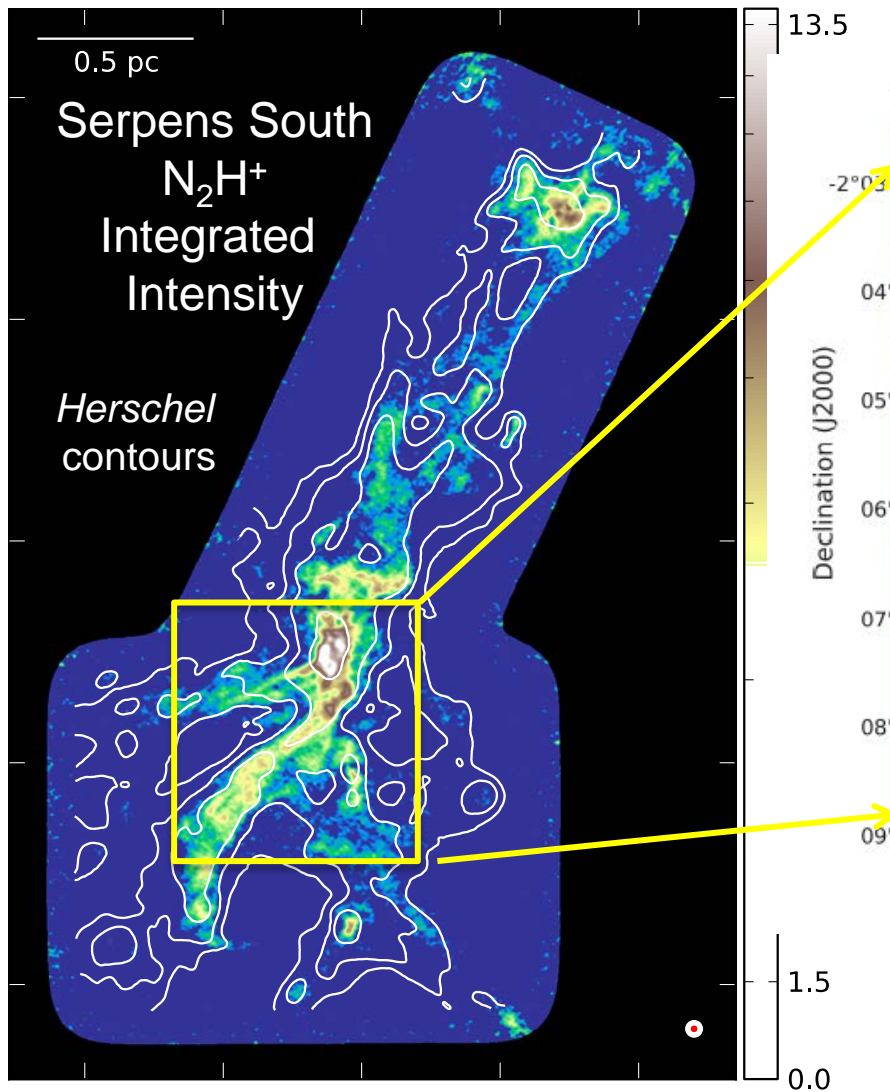 0.5 pc
Serpens South
N₂H⁺
Integrated
Intensity
Herschel
contours
13.5
1.5
0.0
Declination (J2000)
-2°03'
04'
05'
06'
07'
08'
09'